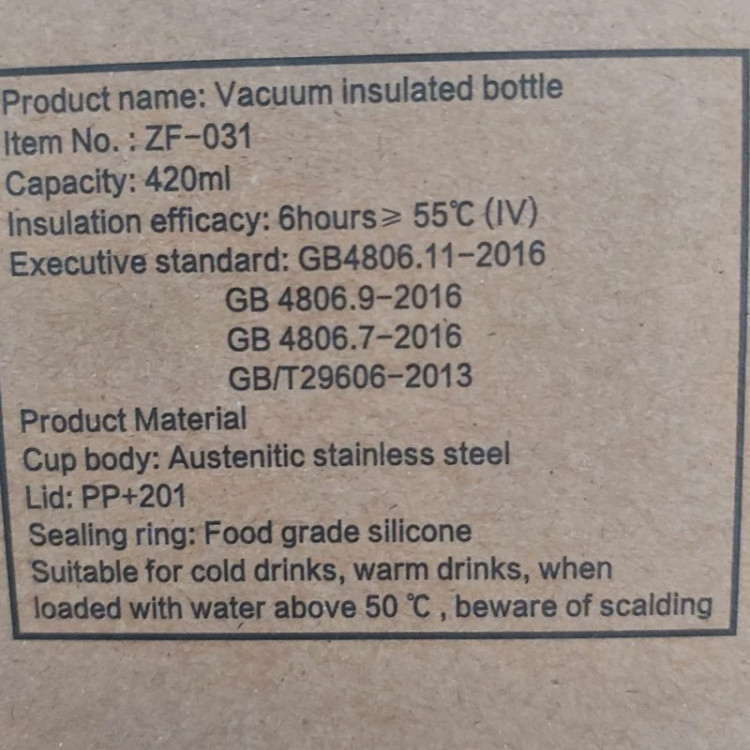 Product name: Vacuum insulated bottle
Item No. : ZF-031
Capacity: 420ml
Insulation efficacy: 6hours≥ 55℃ (IV)
Executive standard: GB4806.11-2016
GB 4806.9-2016
GB 4806.7-2016
GB/T29606-2013
Product Material
Cup body: Austenitic stainless steel
Lid: PP+201
Sealing ring: Food grade silicone
Suitable for cold drinks, warm drinks, when
loaded with water above 50 ℃ , beware of scalding